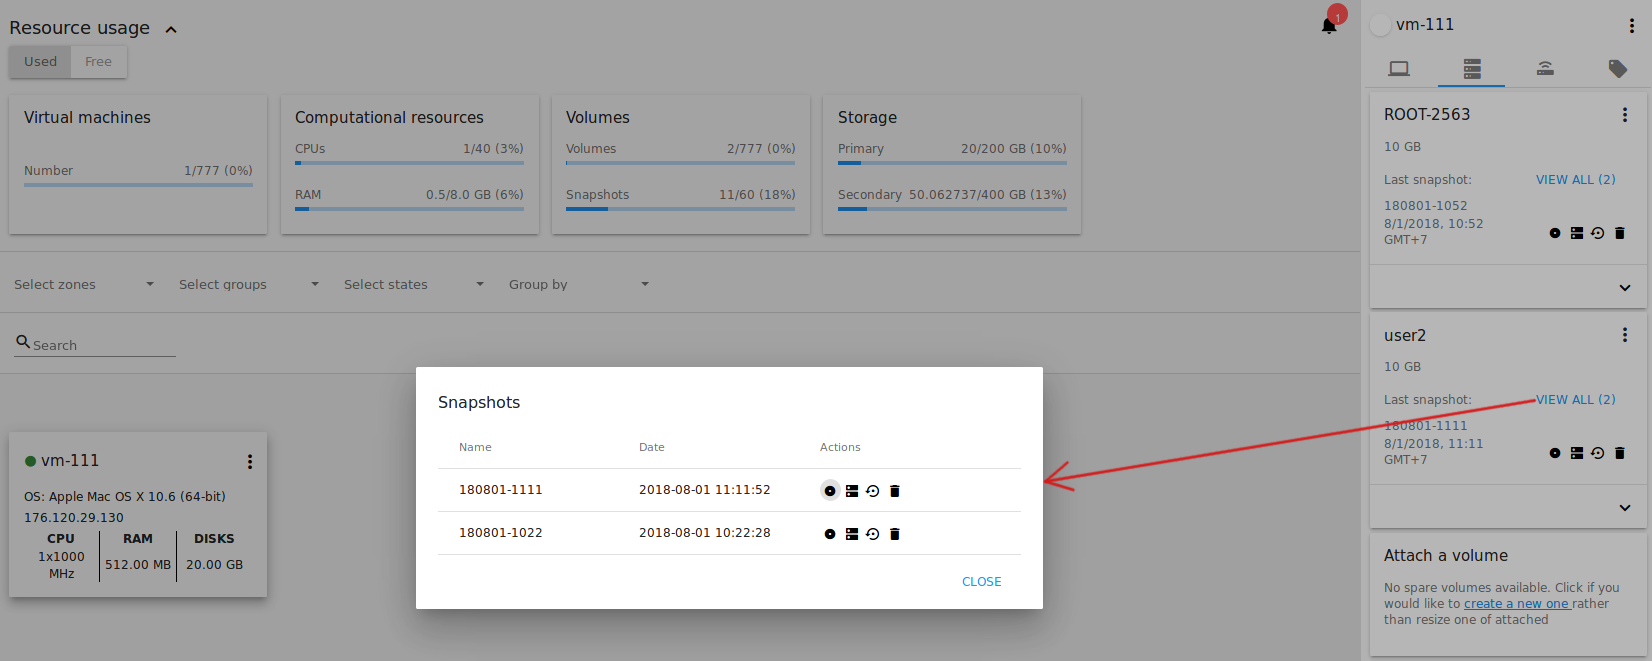 Resource usage
1
Used
Free
Virtual machines
Number 1/777 (0%)
Computational resources
CPUs 1/40 (3%)
RAM 0.5/8.0 GB (6%)
Volumes
Volumes 2/777 (0%)
Snapshots 11/60 (18%)
Storage
Primary 20/200 GB (10%)
Secondary 50.062737/400 GB (13%)
Select zones
Select groups
Select states
Group by
Search
vm-111
OS: Apple Mac OS X 10.6 (64-bit)
176.120.29.130
CPU
1x1000
MHz
RAM
512.00 MB
DISKS
20.00 GB
Snapshots
Name Date Actions
180801-1111 2018-08-01 11:11:52
180801-1022 2018-08-01 10:22:28
CLOSE
vm-111
ROOT-2563
10 GB
Last snapshot: VIEW ALL (2)
180801-1052
8/1/2018, 10:52
GMT+7
user2
10 GB
Last snapshot: VIEW ALL (2)
180801-1111
8/1/2018, 11:11
GMT+7
Attach a volume
No spare volumes available. Click if you
would like to create a new one rather
than resize one of attached